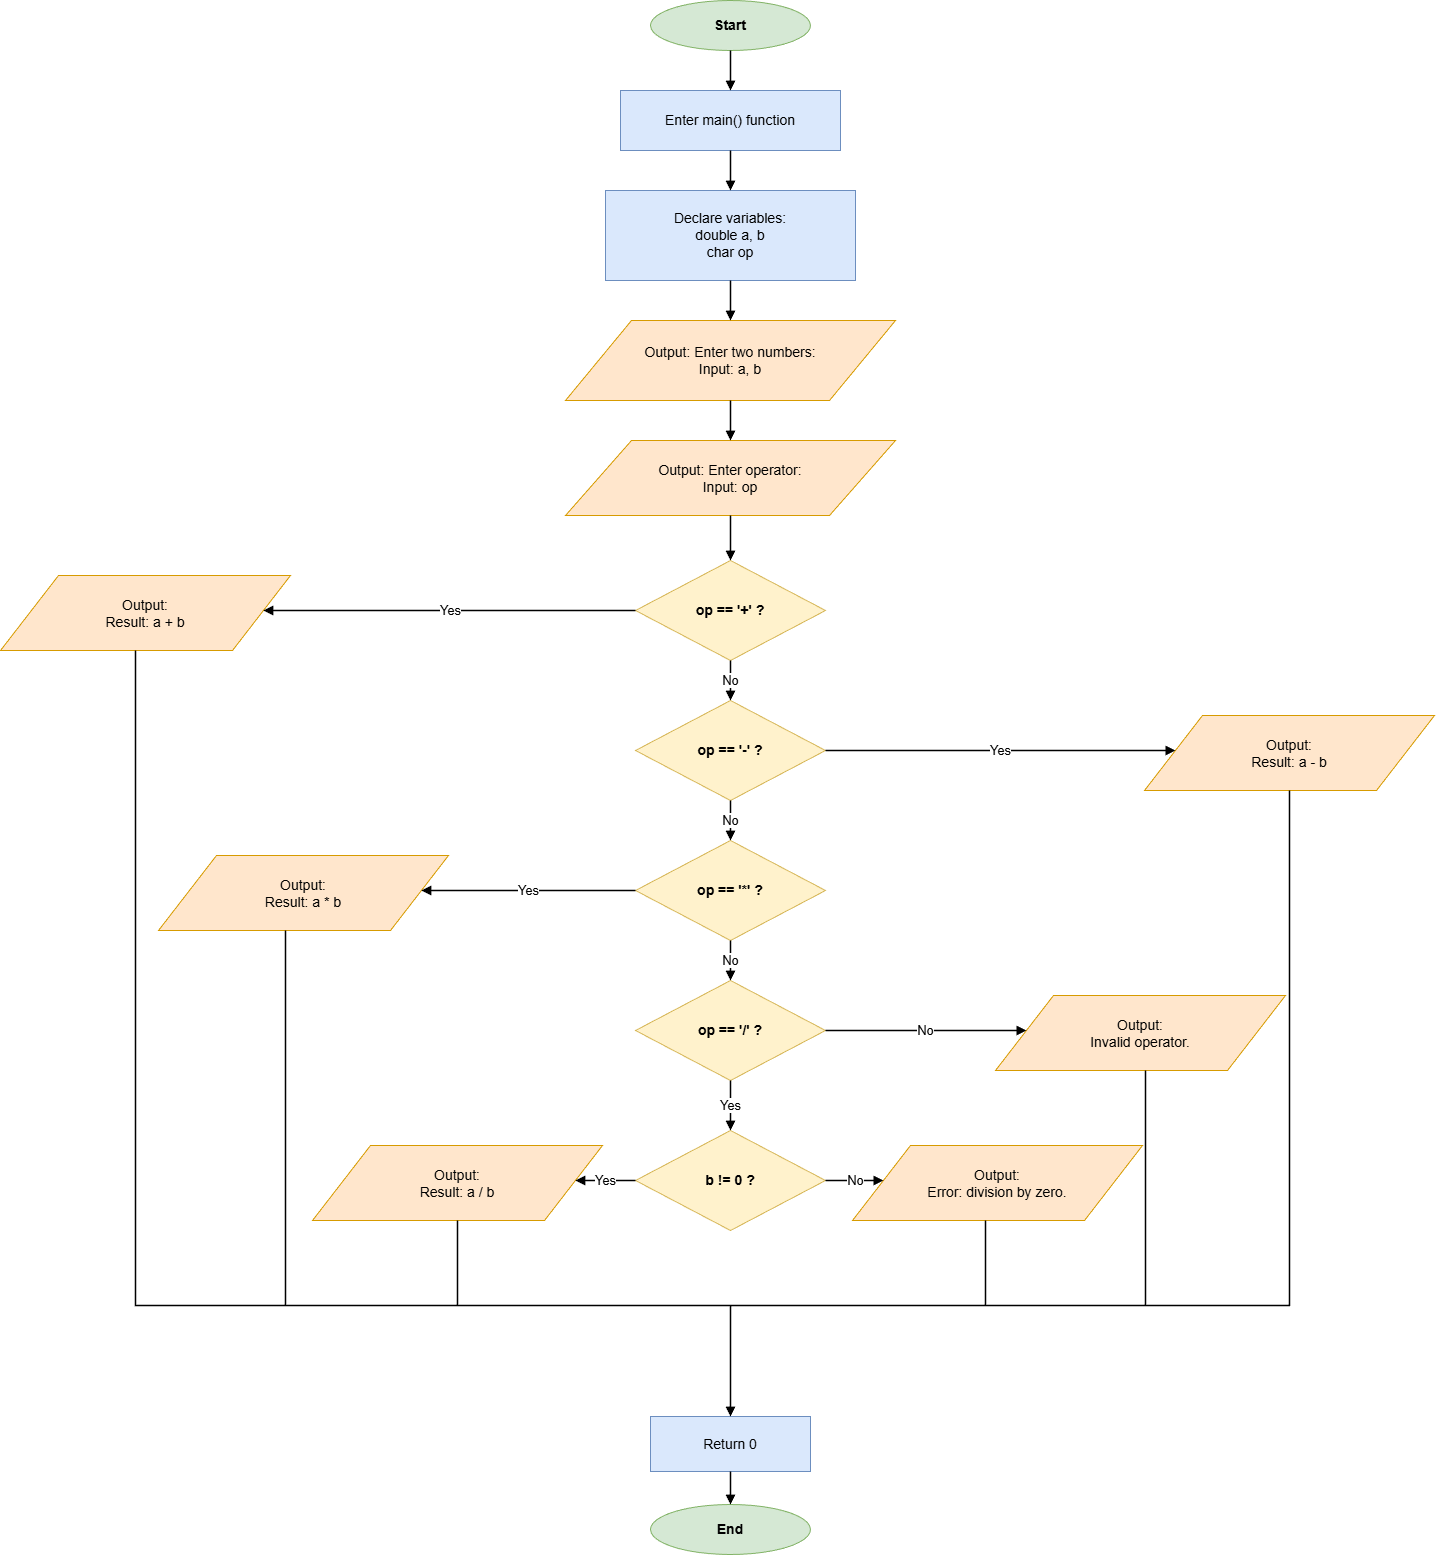 Start
Enter main() function
Declare variables:
double a, b
char op
Output: Enter two numbers:
Input: a, b
Output: Enter operator:
Input: op
op == '+' ?
Yes
Output:
Result: a + b
No
op == '-' ?
Yes
Output:
Result: a - b
No
op == '*' ?
Yes
Output:
Result: a * b
No
op == '/' ?
No
Output:
Invalid operator.
Yes
b != 0 ?
Yes
Output:
Result: a / b
No
Output:
Error: division by zero.
Return 0
End